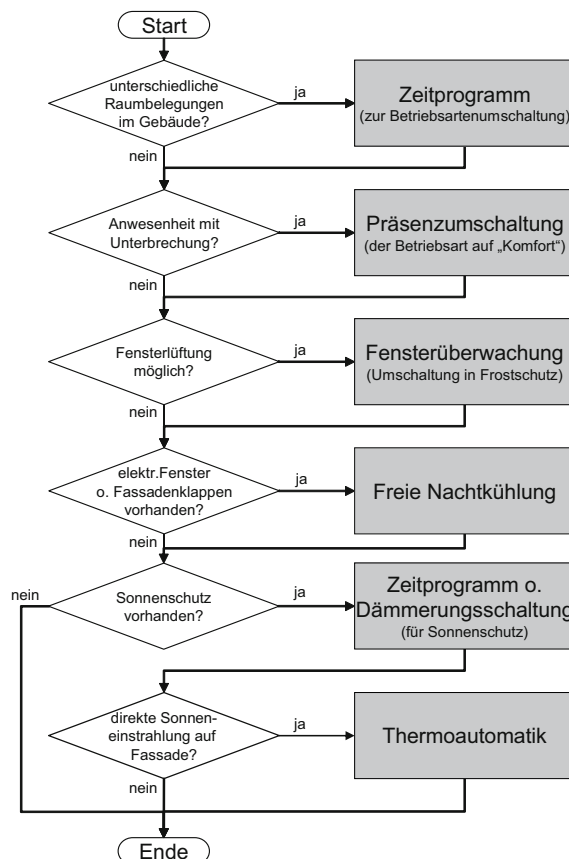 Start
unterschiedliche
Raumbelegungen
im Gebäude?
ja
Zeitprogramm
(zur Betriebsartenumschaltung)
nein
Anwesenheit mit
Unterbrechung?
ja
Präsenzumschaltung
(der Betriebsart auf „Komfort“)
nein
Fensterlüftung
möglich?
ja
Fensterüberwachung
(Umschaltung in Frostschutz)
nein
elektr.Fenster
o. Fassadenklappen
vorhanden?
ja
Freie Nachtkühlung
nein
nein
Sonnenschutz
vorhanden?
ja
Zeitprogramm o.
Dämmerungsschaltung
(für Sonnenschutz)
direkte Sonnen-
einstrahlung auf
Fassade?
ja
Thermoautomatik
nein
Ende